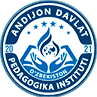 ANDIJON DAVLAT
20 21
O'ZBEKISTON
PEDAGOGIKA INSTITUTI